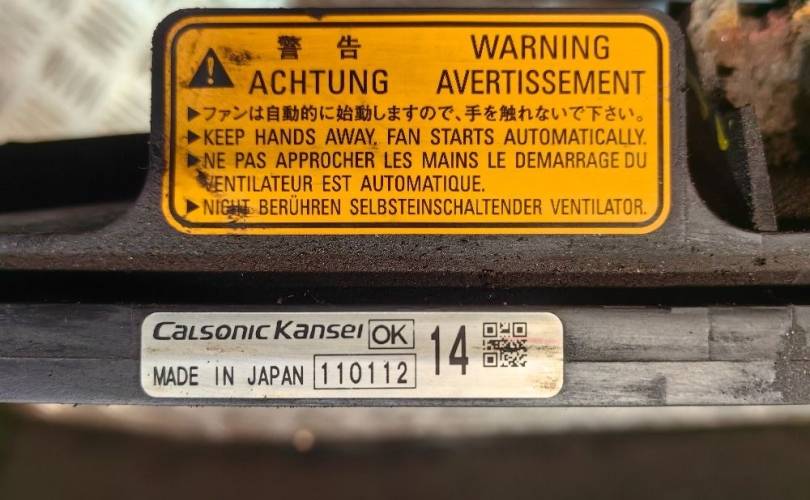 警告 WARNING
ACHTUNG AVERTISSEMENT
▶ファンは自動的に始動しますので、手を触れないで下さい。
▶KEEP HANDS AWAY. FAN STARTS AUTOMATICALLY.
▶NE PAS APPROCHER LES MAINS LE DEMARRAGE DU
VENTILATEUR EST AUTOMATIQUE.
▶NICHT BERÜHREN SELBSTEINSCHALTENDER VENTILATOR.
CALSONIC KANSEI OK 14
MADE IN JAPAN 110112